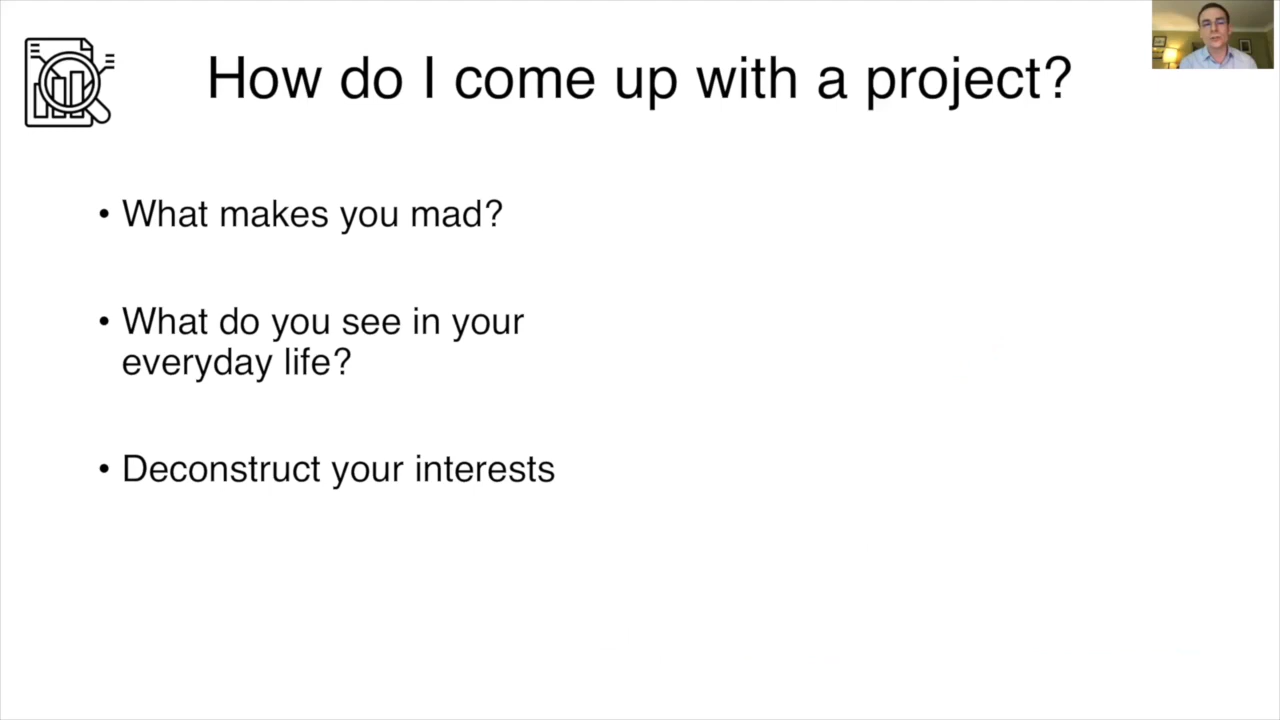 How do I come up with a project?
• What makes you mad?
• What do you see in your
everyday life?
• Deconstruct your interests